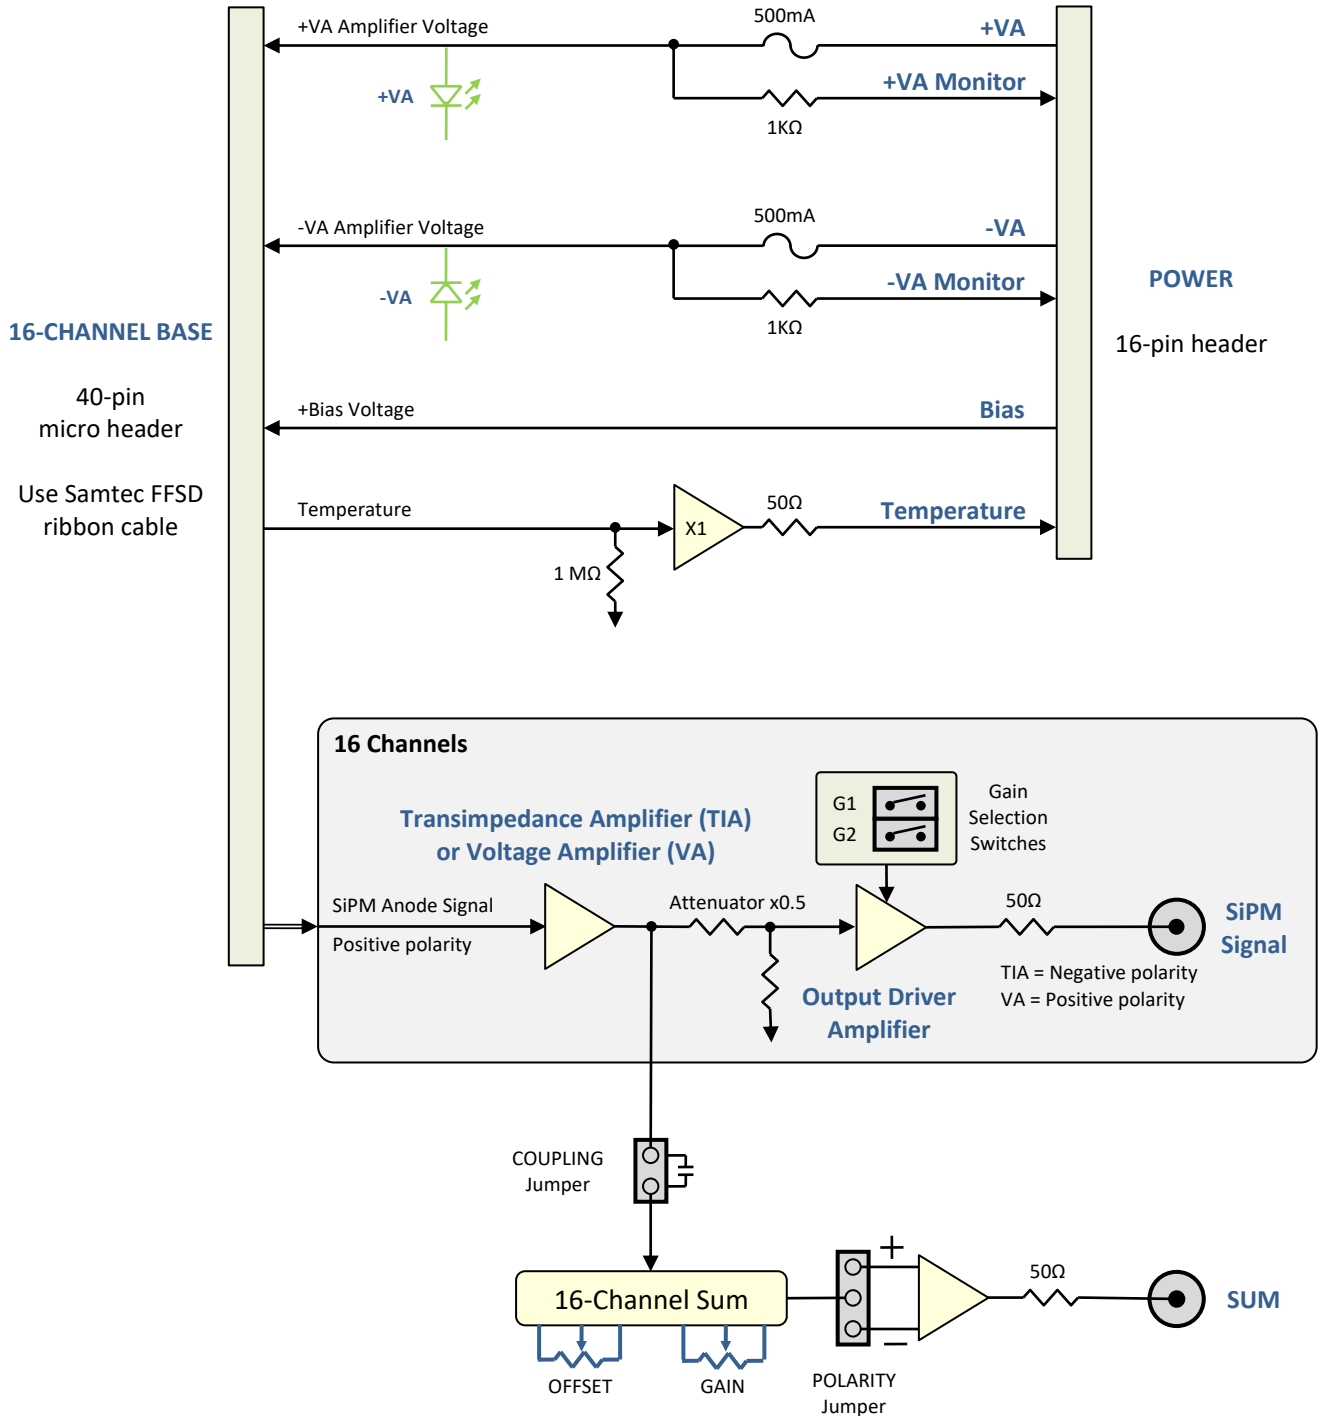 500mA
+VA Amplifier Voltage
+VA
+VA
+VA Monitor
1KΩ
500mA
-VA Amplifier Voltage
-VA
-VA
-VA Monitor
1KΩ
POWER
16-pin header
16-CHANNEL BASE
40-pin
micro header
Use Samtec FFSD
ribbon cable
+Bias Voltage
Bias
Temperature
X1
50Ω
Temperature
1 MΩ
16 Channels
Transimpedance Amplifier (TIA)
or Voltage Amplifier (VA)
G1
G2
Gain
Selection
Switches
SiPM Anode Signal
Positive polarity
Attenuator x0.5
50Ω
SiPM
Signal
TIA = Negative polarity
VA = Positive polarity
Output Driver
Amplifier
COUPLING
Jumper
16-Channel Sum
OFFSET
GAIN
+
−
POLARITY
Jumper
50Ω
SUM